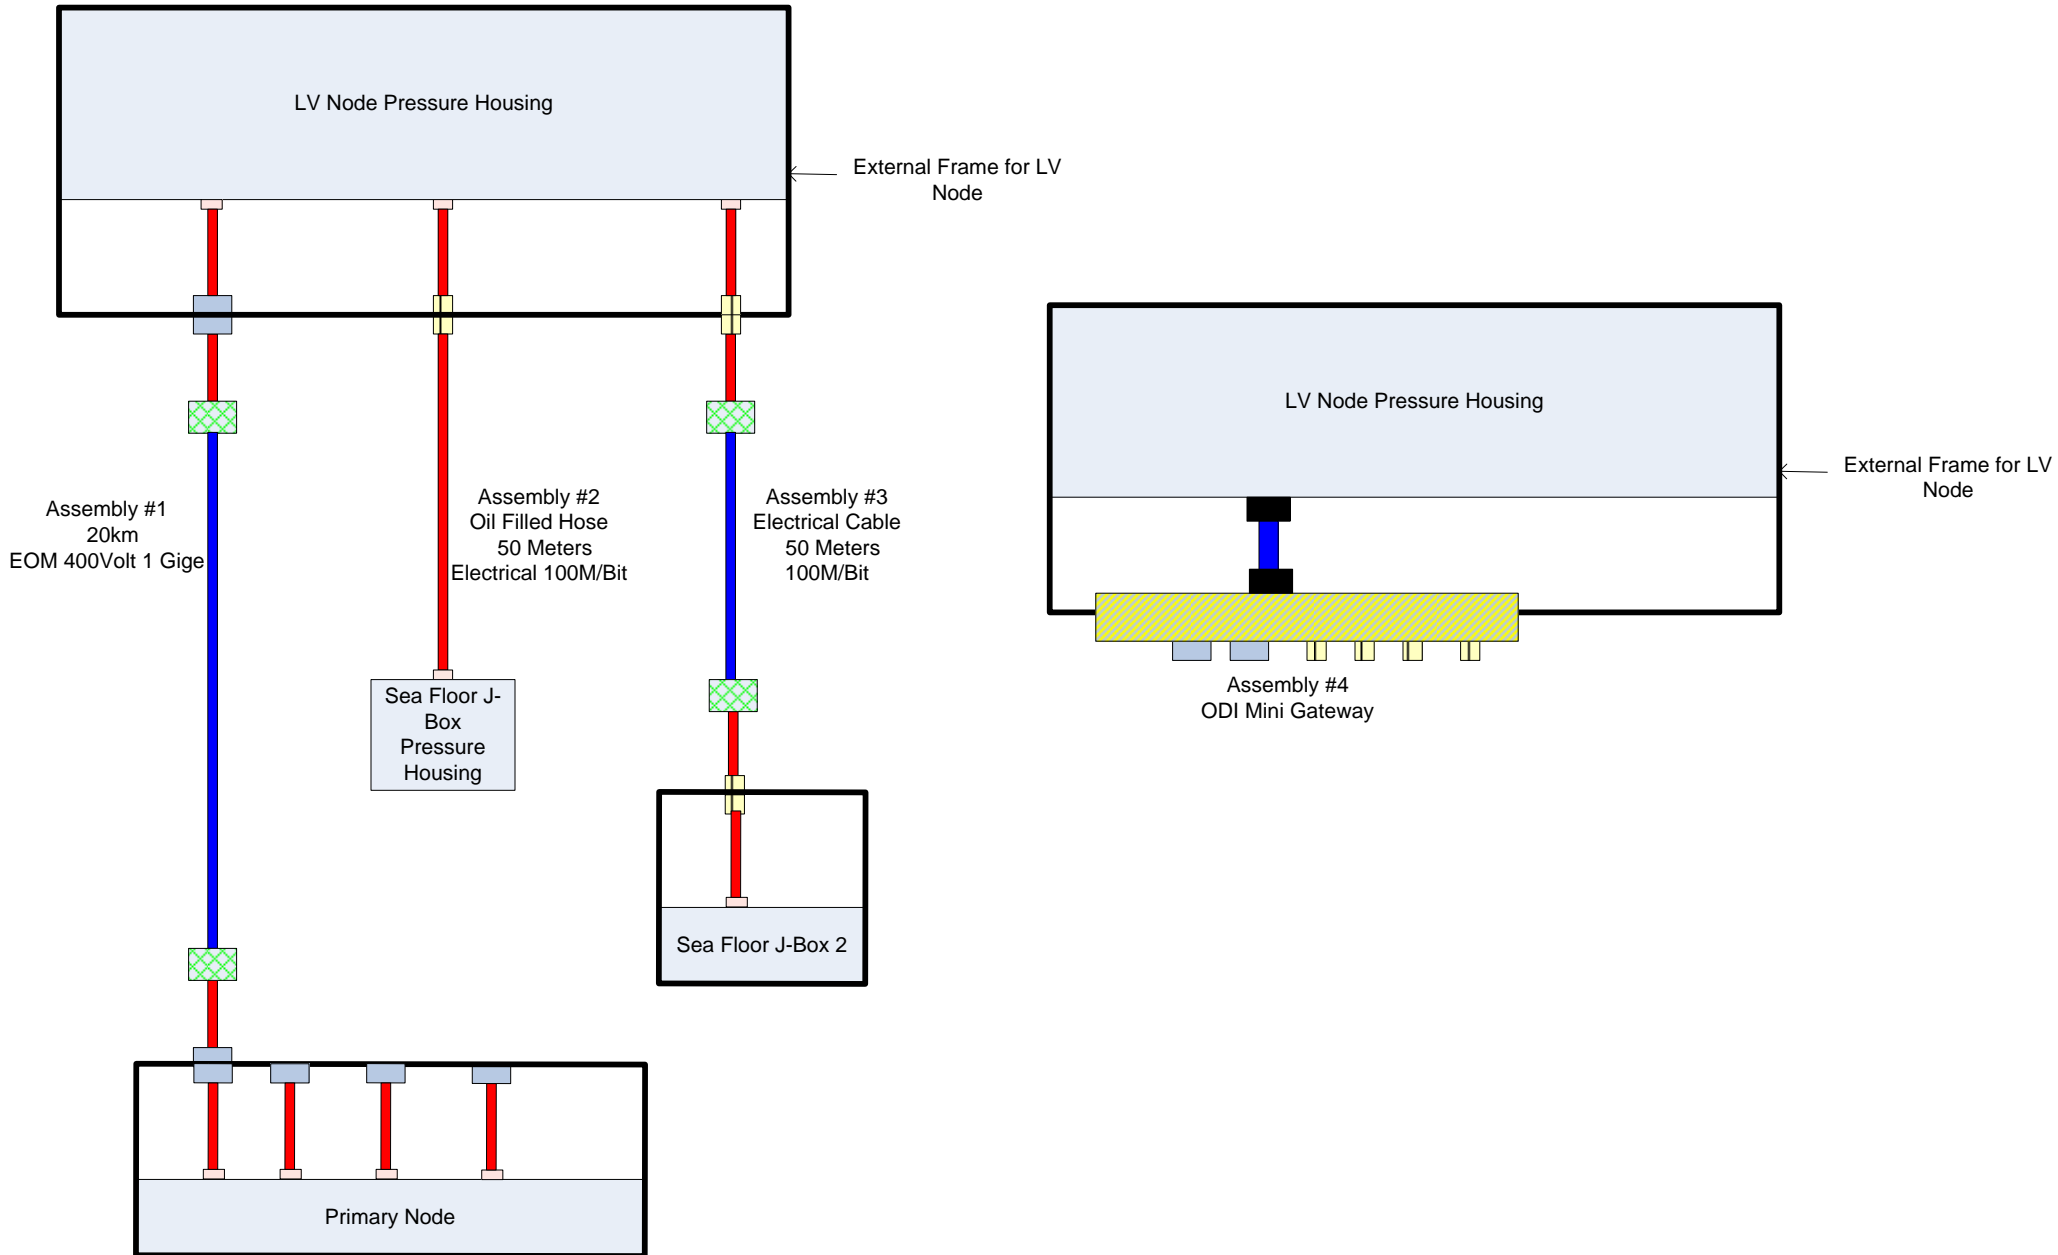 LV Node Pressure Housing
External Frame for LV
Node
Assembly #1
20km
EOM 400Volt 1 Gige
Assembly #2
Oil Filled Hose
50 Meters
Electrical 100M/Bit
Assembly #3
Electrical Cable
50 Meters
100M/Bit
Sea Floor J-
Box
Pressure
Housing
Sea Floor J-Box 2
Primary Node
LV Node Pressure Housing
External Frame for LV
Node
Assembly #4
ODI Mini Gateway